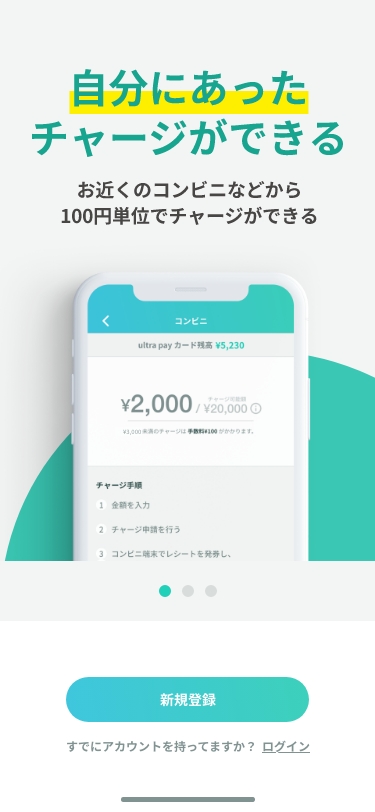 自分にあった
チャージができる
お近くのコンビニなどから
100円単位でチャージができる
コンビニ
ultra pay カード残高 ¥5,230
チャージ可能額
¥2,000 / ¥20,000
¥3,000 未満のチャージは 手数料¥100 がかかります。
チャージ手順
1 金額を入力
2 チャージ申請を行う
3 コンビニ端末でレシートを発券し、
新規登録
すでにアカウントを持ってますか？ ログイン